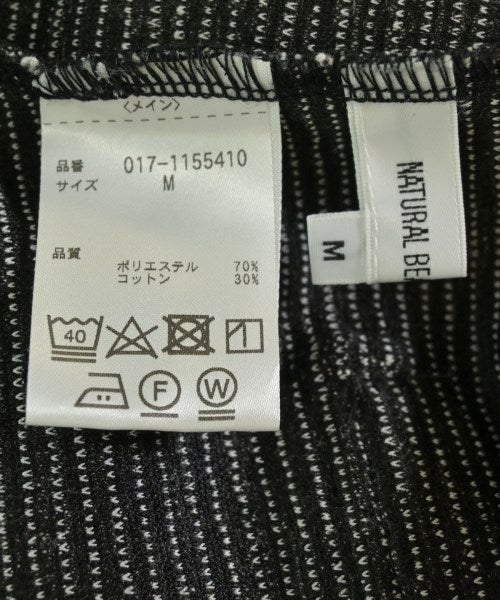 〈メイン〉
品番 017-1155410
サイズ M
品質
ポリエステル 70%
コットン 30%
40
F W
NATURAL BE
M